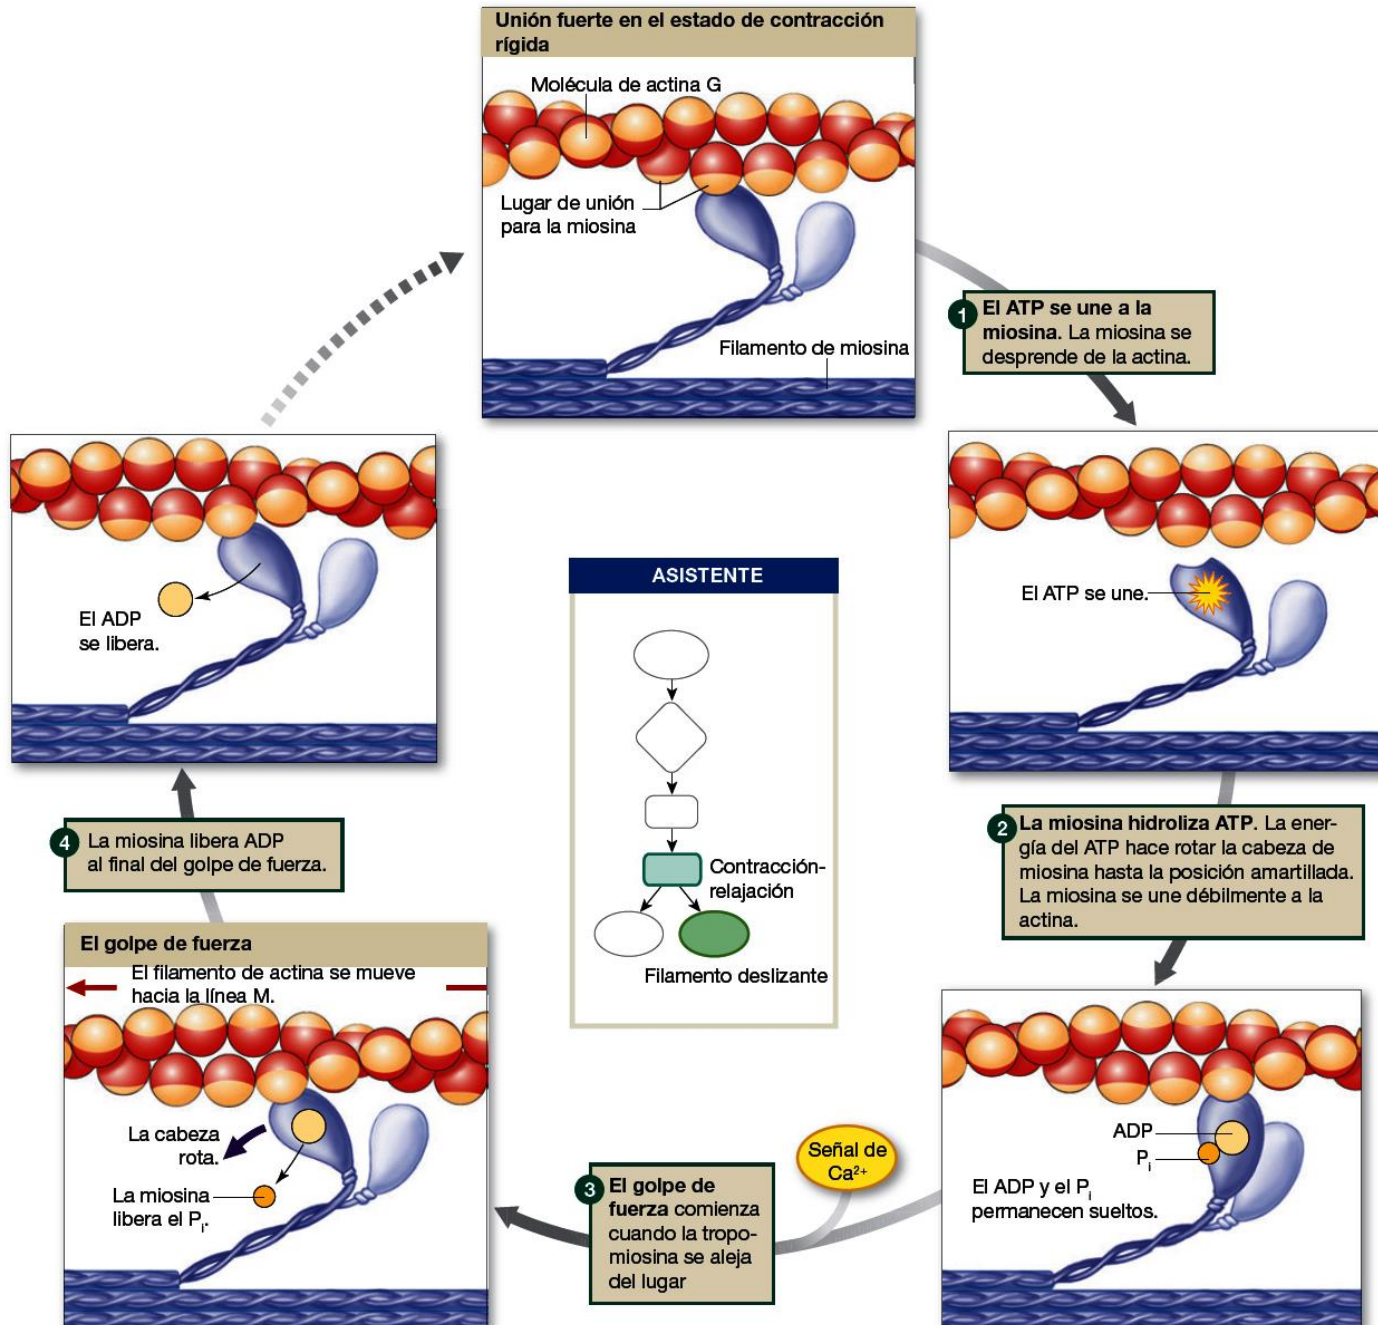 Unión fuerte en el estado de contracción
rígida
Molécula de actina G
Lugar de unión
para la miosina
Filamento de miosina
1
El ATP se une a la
miosina. La miosina se
desprende de la actina.
El ATP se une.
2
La miosina hidroliza ATP. La ener-
gía del ATP hace rotar la cabeza de
miosina hasta la posición amartillada.
La miosina se une débilmente a la
actina.
ADP
Pi
El ADP y el Pi
permanecen sueltos.
Señal de
Ca²⁺
3
El golpe de
fuerza comienza
cuando la tropo-
miosina se aleja
del lugar
El golpe de fuerza
El filamento de actina se mueve
hacia la línea M.
La cabeza
rota.
La miosina
libera el Pi.
4
La miosina libera ADP
al final del golpe de fuerza.
El ADP
se libera.
ASISTENTE
Contracción-
relajación
Filamento deslizante